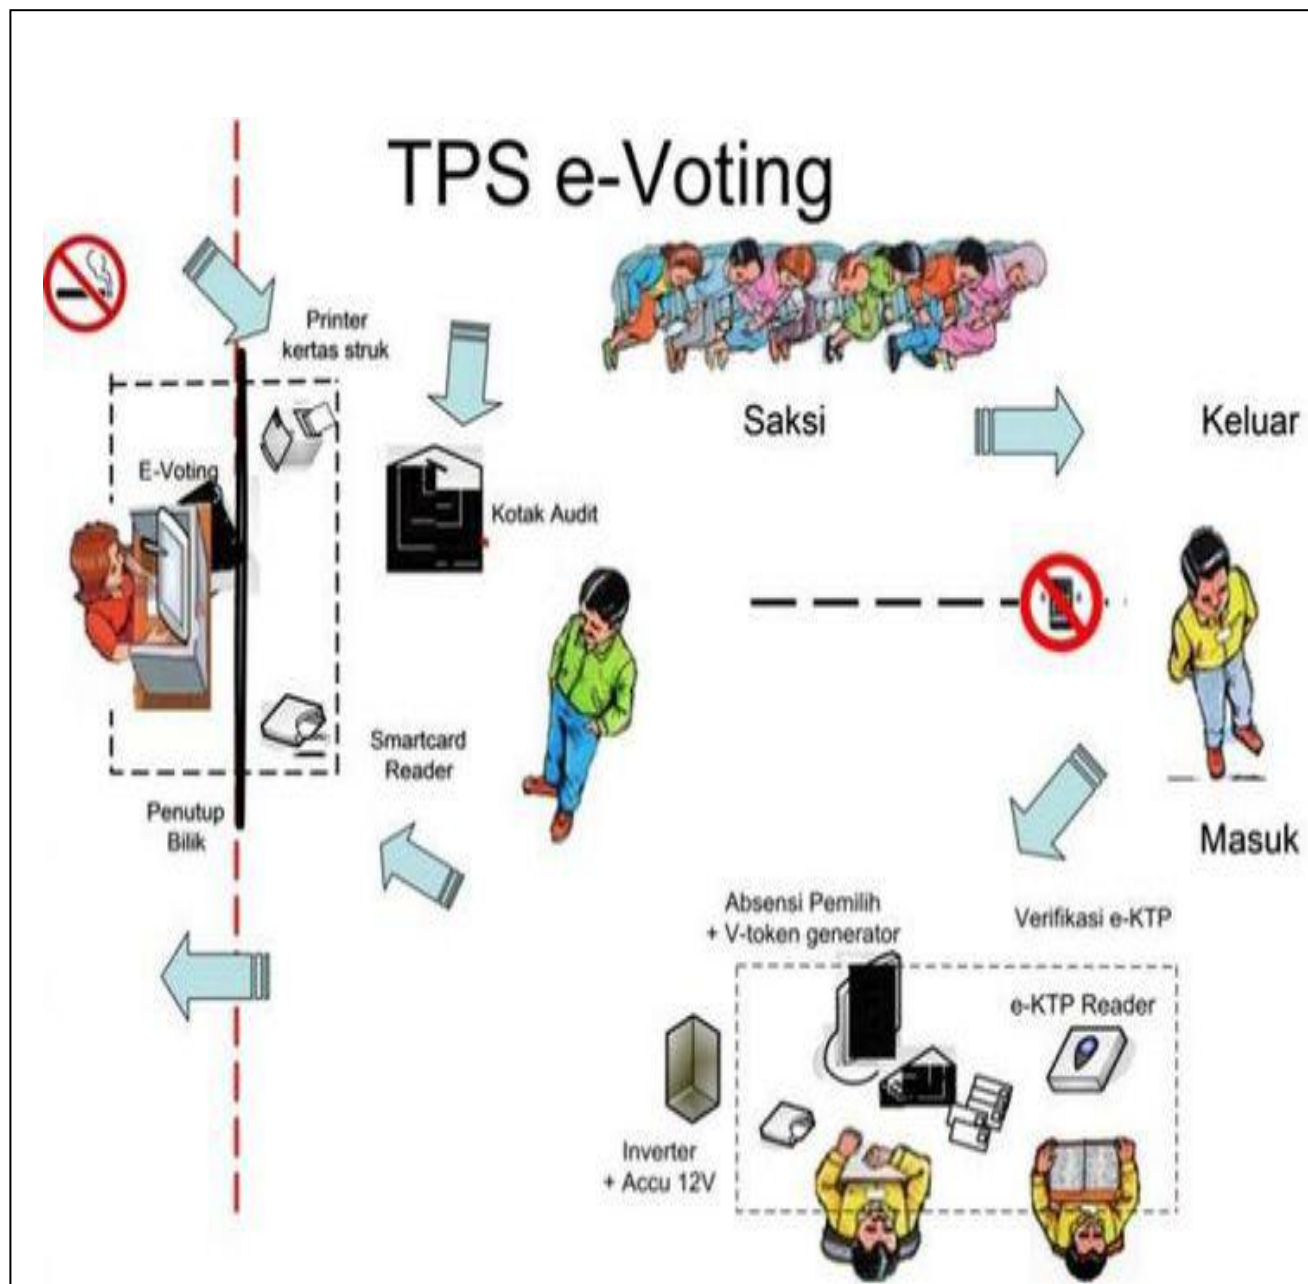 TPS e-Voting
Printer
kertas struk
Saksi
Keluar
E-Voting
Kotak Audit
Smartcard
Reader
Penutup
Bilik
Masuk
Absensi Pemilih
+ V-token generator
Verifikasi e-KTP
e-KTP Reader
Inverter
+ Accu 12V